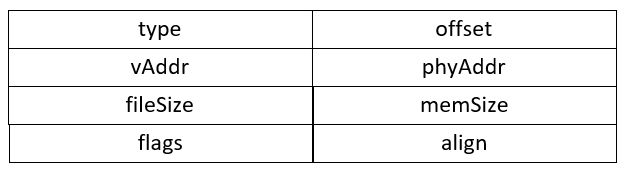 type offset
vAddr phyAddr
fileSize memSize
flags align